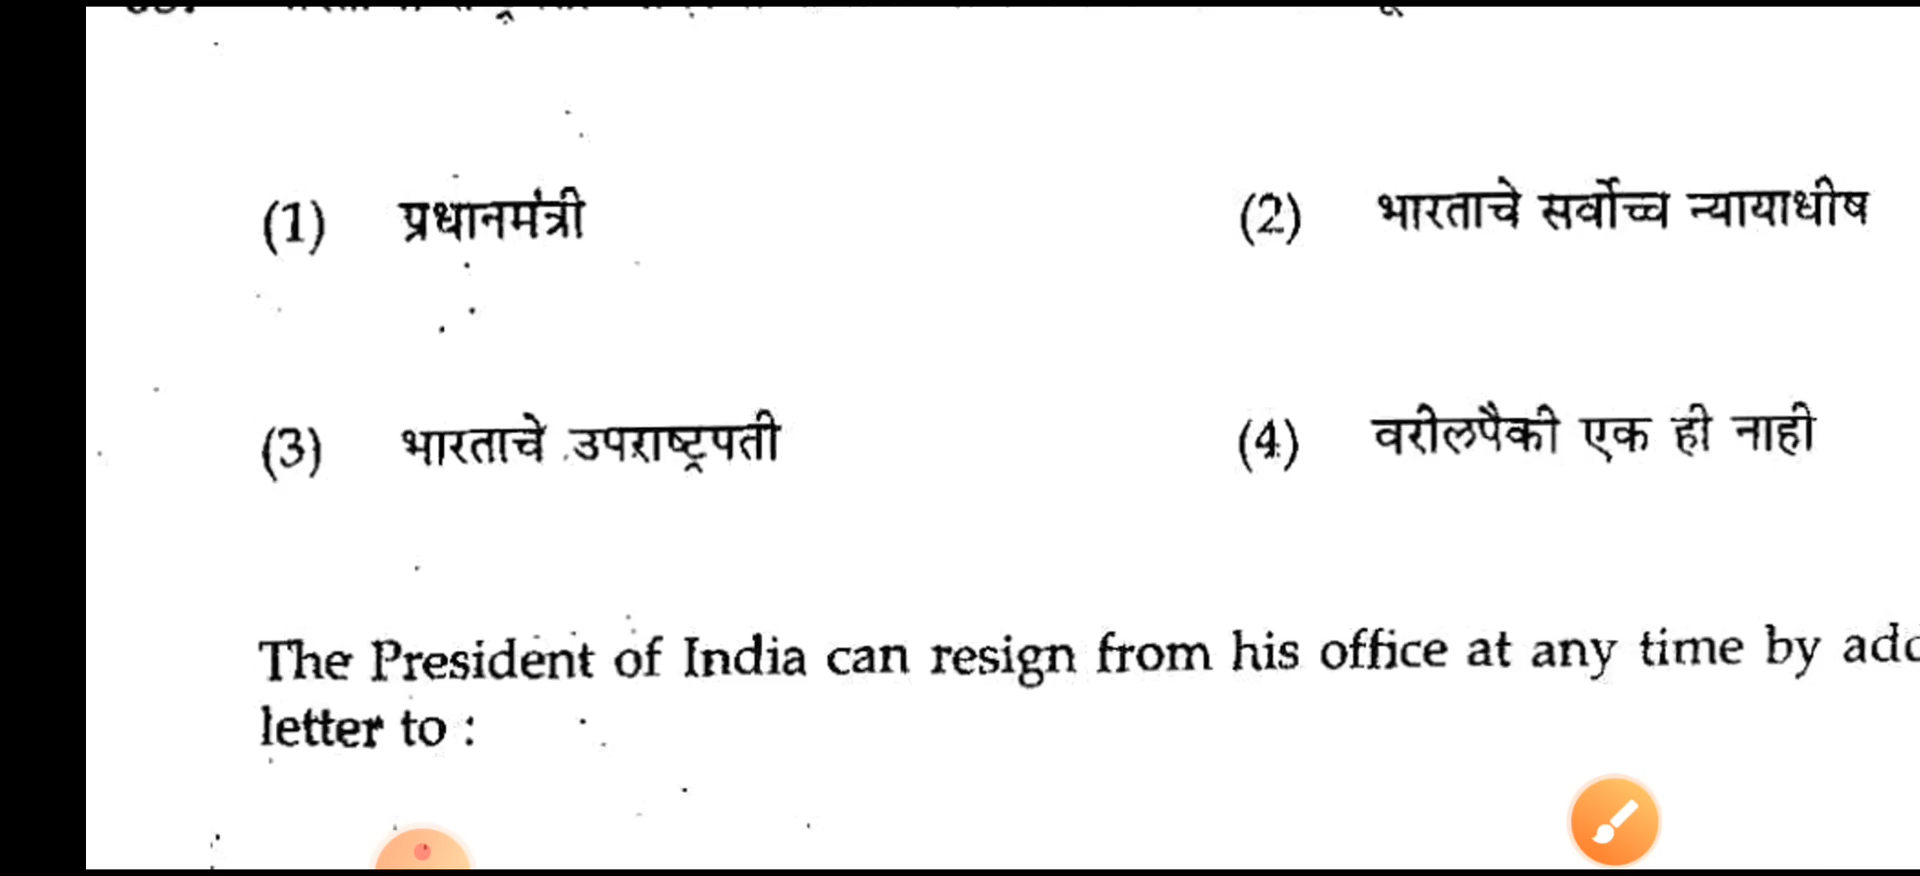 (1) प्रधानमंत्री (2) भारताचे सर्वोच्च न्यायाधीष
(3) भारताचे उपराष्ट्रपती (4) वरीलपैकी एक ही नाही
The President of India can resign from his office at any time by
letter to :